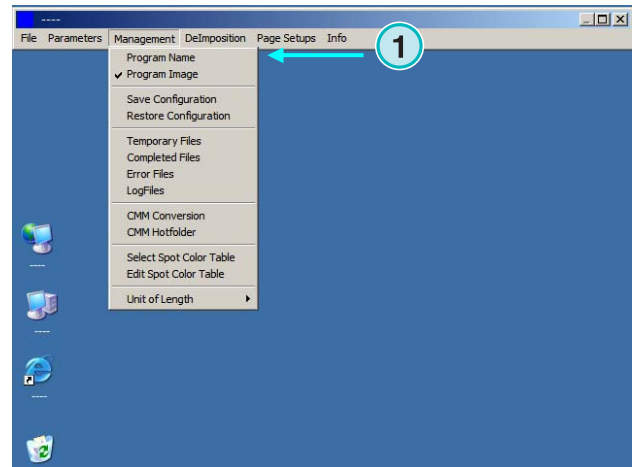 ----
File Parameters Management DeImposition Page Setups Info
1
Program Name
Program Image
Save Configuration
Restore Configuration
Temporary Files
Completed Files
Error Files
LogFiles
CMM Conversion
CMM Hotfolder
Select Spot Color Table
Edit Spot Color Table
Unit of Length
----
----
----